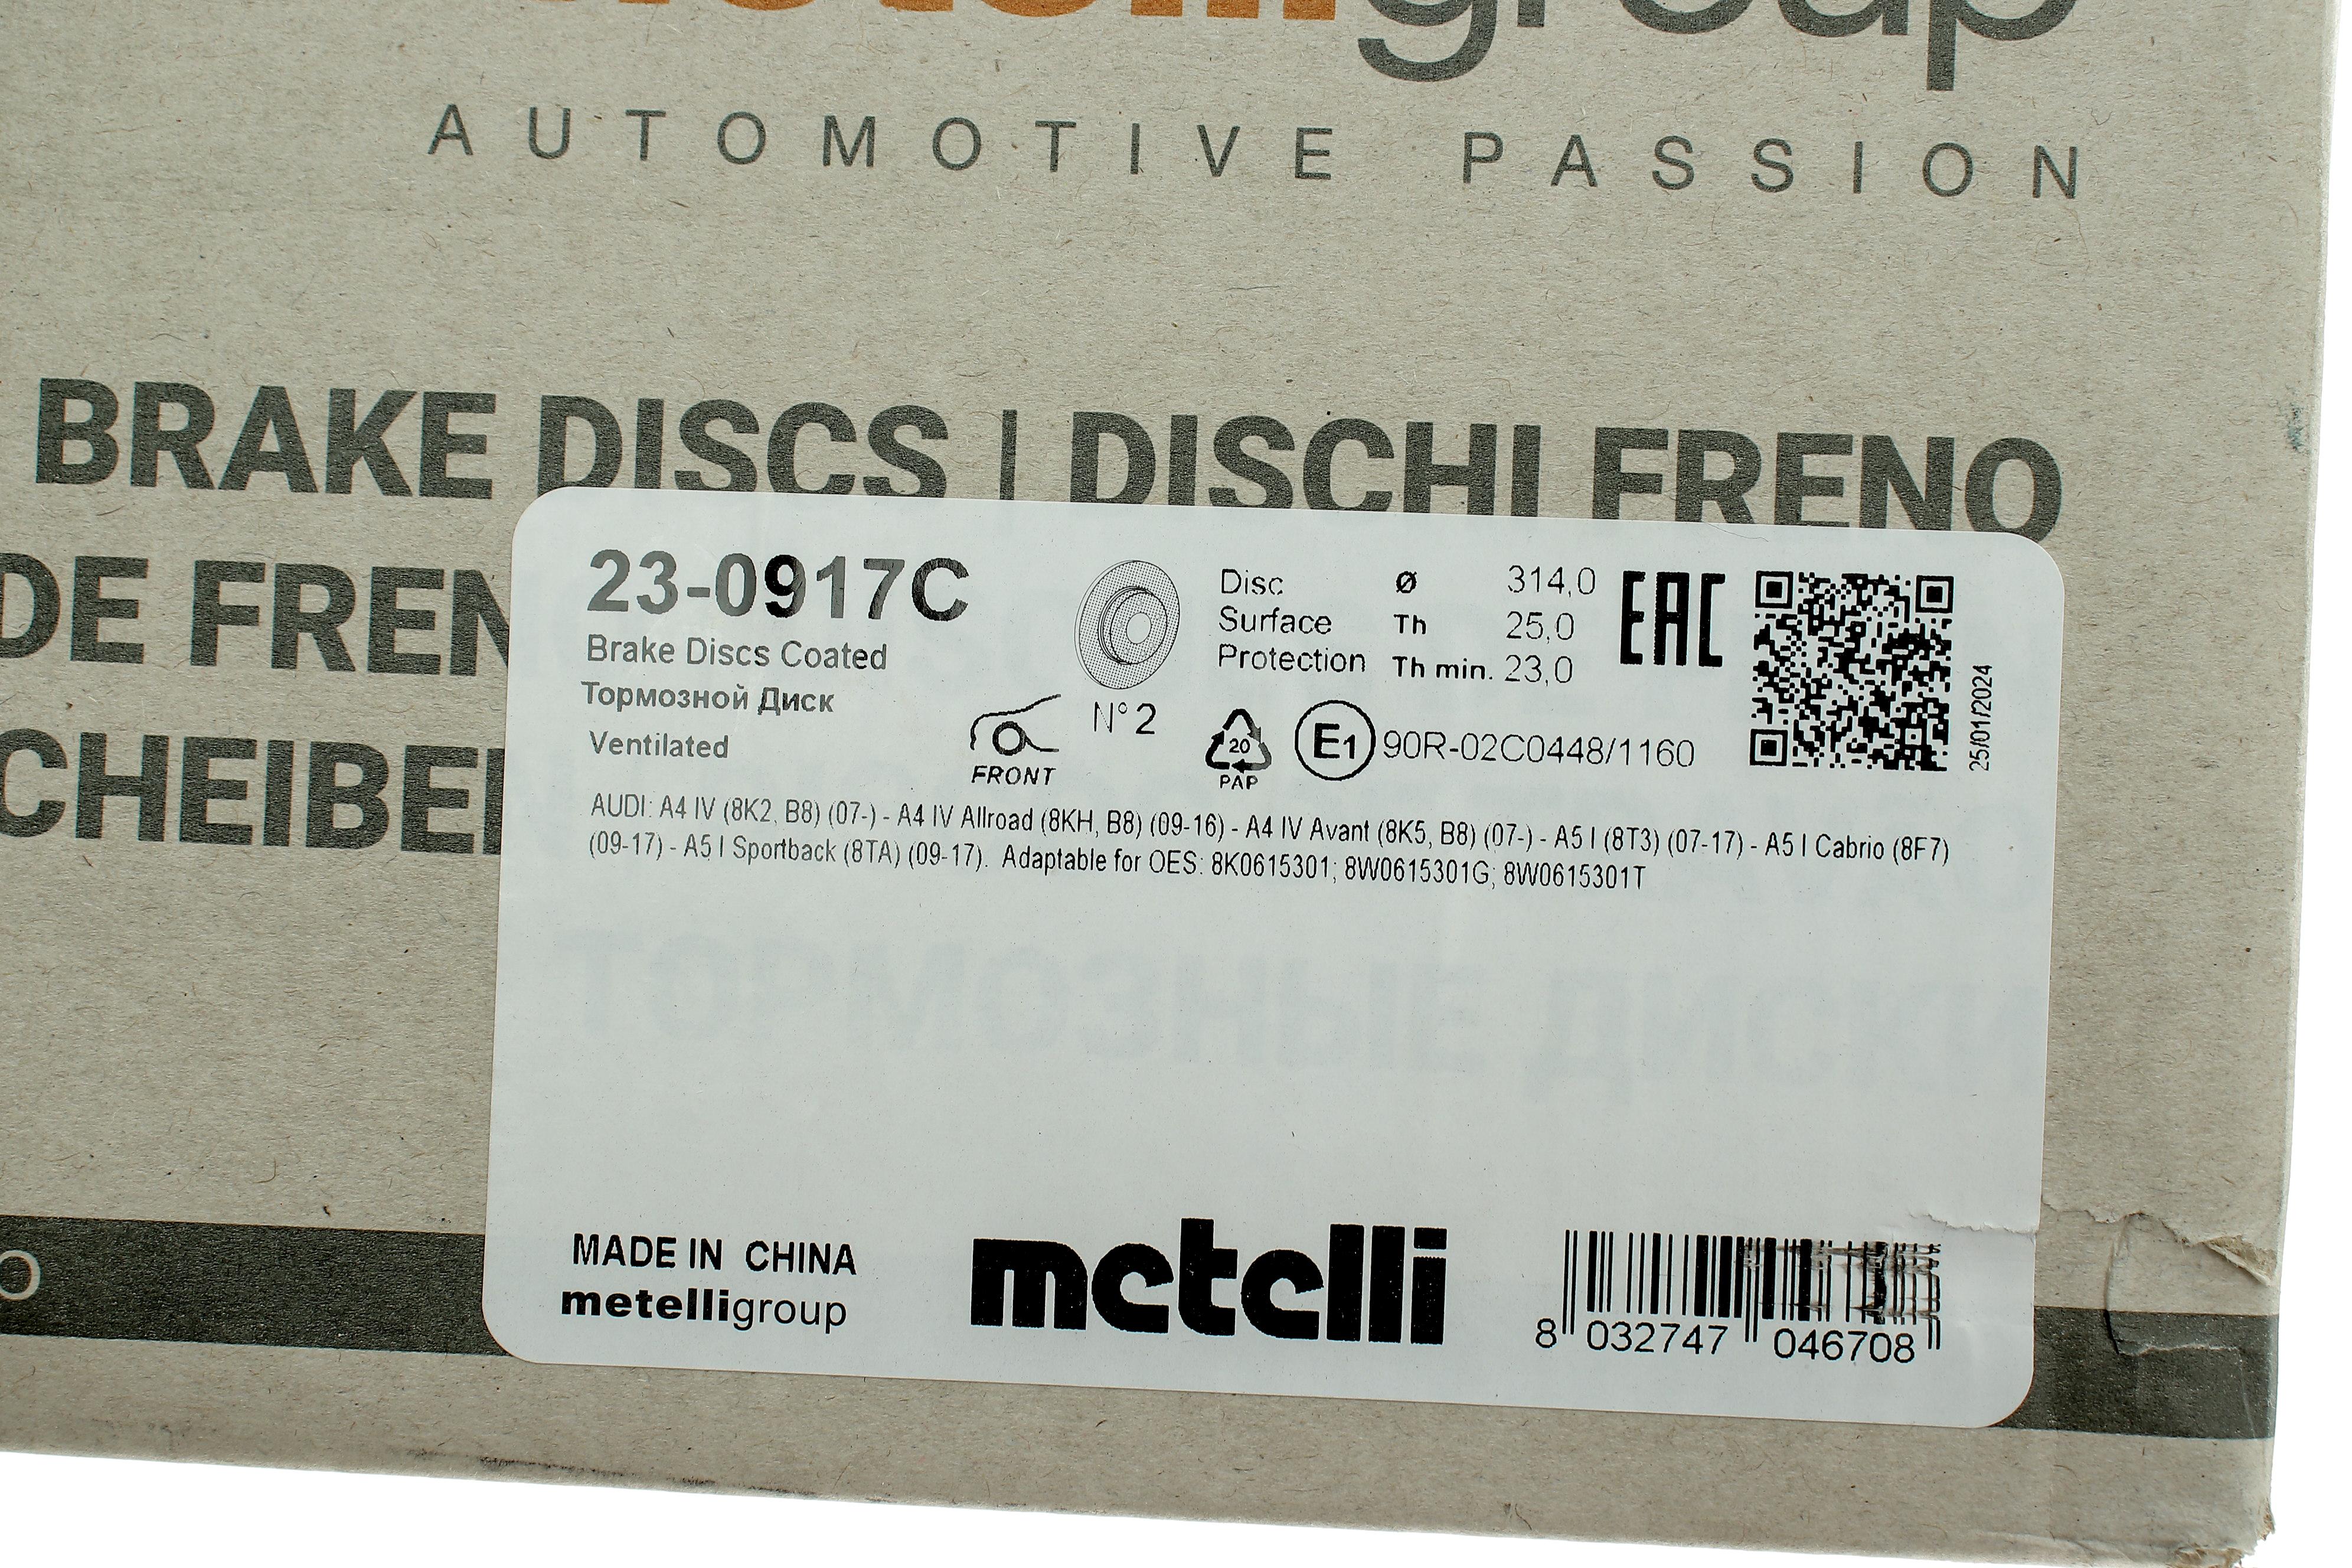 metelligroup
AUTOMOTIVE PASSION
BRAKE DISCS | DISCHI FRENO
DE FREN
CHEIBE
23-0917C
Brake Discs Coated
Тормозной Диск
Ventilated
FRONT
N° 2
Disc Ø 314,0
Surface Th 25,0
Protection Th min. 23,0
EAC
20
PAP
E1 90R-02C0448/1160
25/01/2024
AUDI: A4 IV (8K2, B8) (07-) - A4 IV Allroad (8KH, B8) (09-16) - A4 IV Avant (8K5, B8) (07-) - A5 I (8T3) (07-17) - A5 I Cabrio (8F7)
(09-17) - A5 I Sportback (8TA) (09-17). Adaptable for OES: 8K0615301; 8W0615301G; 8W0615301T
ТОРМОЗНЫЕ ДИСКИ
MADE IN CHINA
metelligroup
metelli
8 032747 046708